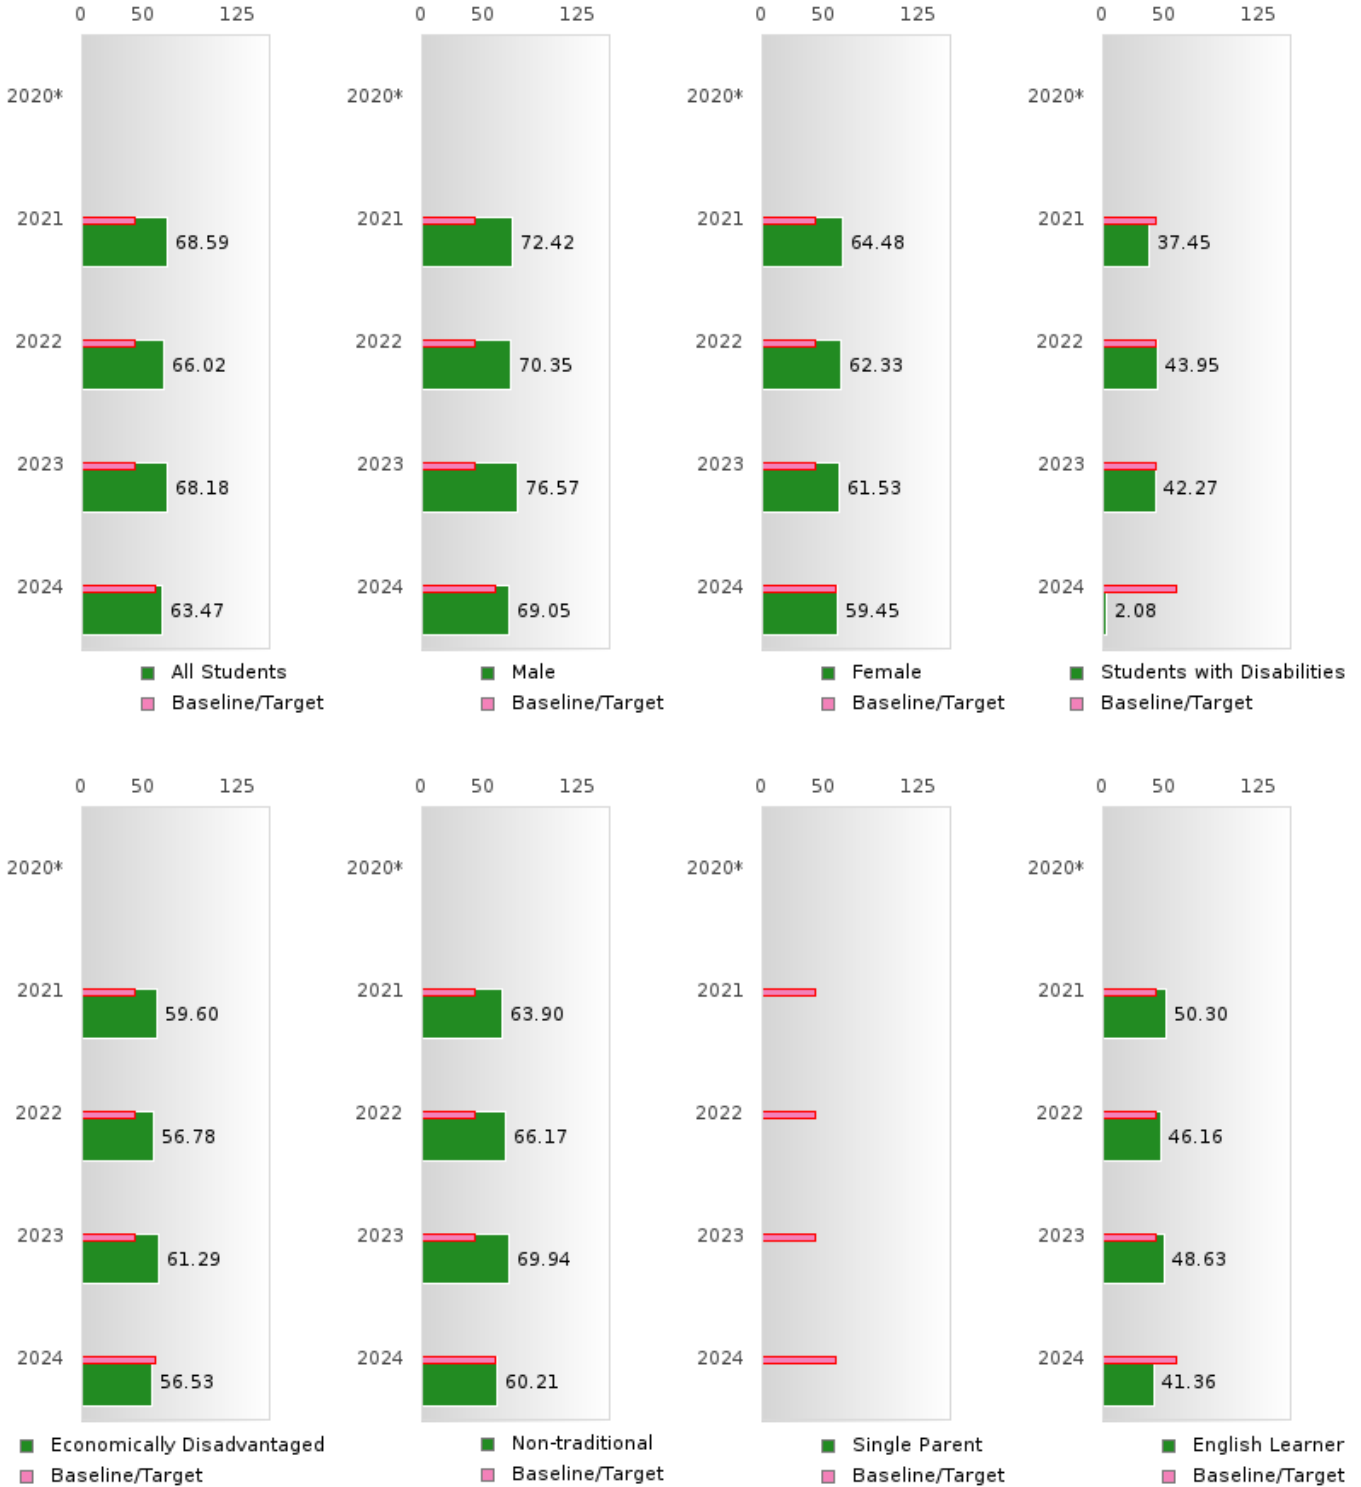 0 50 125
2020*
2021 68.59
2022 66.02
2023 68.18
2024 63.47
All Students
Baseline/Target
0 50 125
2020*
2021 72.42
2022 70.35
2023 76.57
2024 69.05
Male
Baseline/Target
0 50 125
2020*
2021 64.48
2022 62.33
2023 61.53
2024 59.45
Female
Baseline/Target
0 50 125
2020*
2021 37.45
2022 43.95
2023 42.27
2024 2.08
Students with Disabilities
Baseline/Target
0 50 125
2020*
2021 59.60
2022 56.78
2023 61.29
2024 56.53
Economically Disadvantaged
Baseline/Target
0 50 125
2020*
2021 63.90
2022 66.17
2023 69.94
2024 60.21
Non-traditional
Baseline/Target
0 50 125
2020*
2021
2022
2023
2024
Single Parent
Baseline/Target
0 50 125
2020*
2021 50.30
2022 46.16
2023 48.63
2024 41.36
English Learner
Baseline/Target